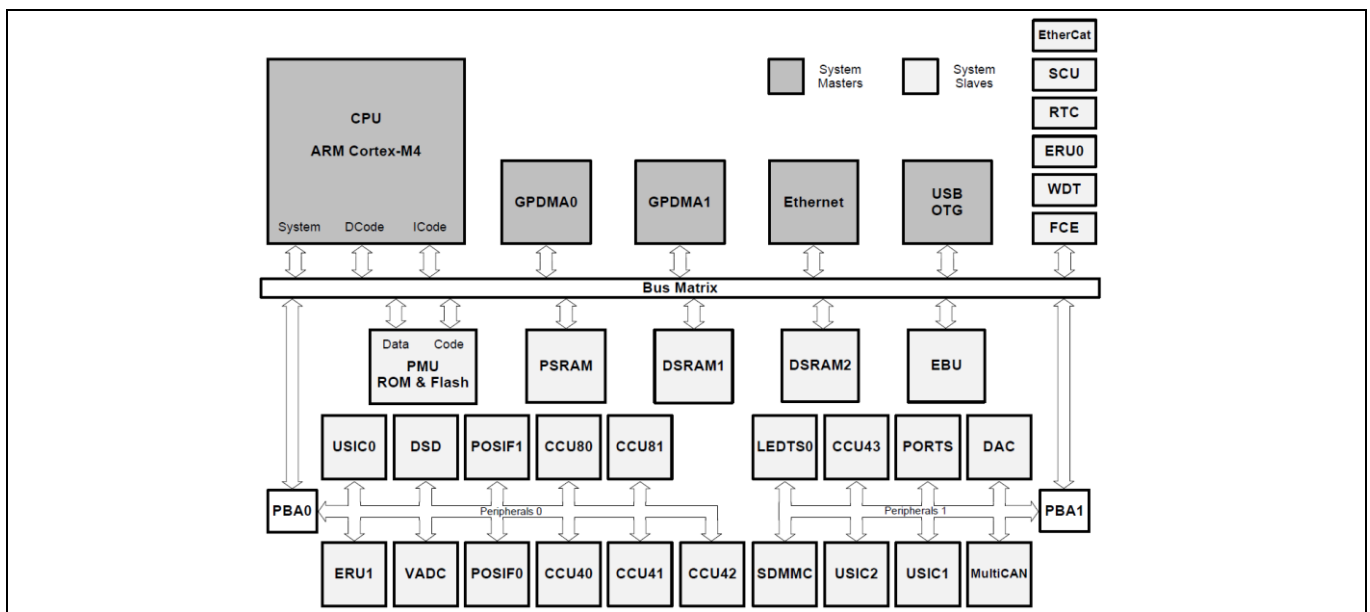 EtherCat
System
Masters
System
Slaves
SCU
CPU
ARM Cortex-M4
RTC
ERU0
GPDMA0
GPDMA1
Ethernet
USB
OTG
WDT
System DCode ICode
FCE
Bus Matrix
Data Code
PMU
ROM & Flash
PSRAM
DSRAM1
DSRAM2
EBU
USIC0
DSD
POSIF1
CCU80
CCU81
LEDTS0
CCU43
PORTS
DAC
PBA0
Peripherals 0
Peripherals 1
PBA1
ERU1
VADC
POSIF0
CCU40
CCU41
CCU42
SDMMC
USIC2
USIC1
MultiCAN